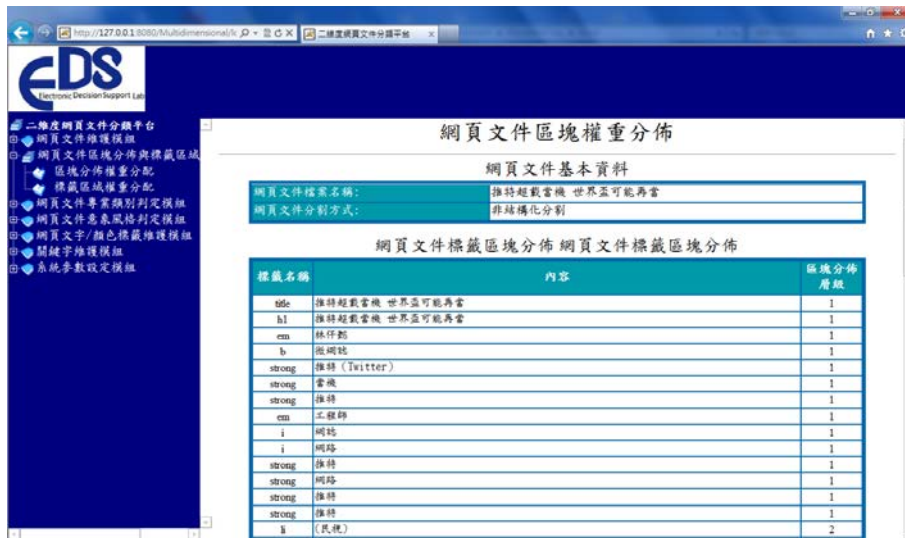 http://127.0.0.1:8080/Multidimensional/k
二維度網頁文件分類平台
EDS
Electronic Decision Support Lab
二維度網頁文件分類平台
網頁文件維護模組
網頁文件區塊分佈與標籤區域
區塊分佈權重分配
標籤區域權重分配
網頁文件專業類別判定模組
網頁文件意象風格判定模組
網頁文字/顏色標籤維護模組
關鍵字維護模組
系統參數設定模組
網頁文件區塊權重分佈
網頁文件基本資料
網頁文件檔案名稱: 推特超載當機 世界盃可能再當
網頁文件分割方式: 非結構化分割
網頁文件標籤區塊分佈 網頁文件標籤區塊分佈
標籤名稱 內容 區塊分佈層級
title 推特超載當機 世界盃可能再當 1
h1 推特超載當機 世界盃可能再當 1
em 林仟懿 1
b 微網誌 1
strong 推特（Twitter） 1
strong 當機 1
strong 推特 1
em 工程師 1
i 網誌 1
i 網路 1
strong 推特 1
strong 網路 1
strong 推特 1
strong 推特 1
li (民視) 2